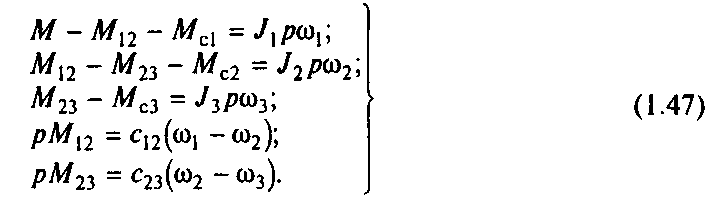 M − M₁₂ − M_c1 = J₁pω₁;
M₁₂ − M₂₃ − M_c2 = J₂pω₂;
M₂₃ − M_c3 = J₃pω₃;
pM₁₂ = c₁₂(ω₁ − ω₂);
pM₂₃ = c₂₃(ω₂ − ω₃).
(1.47)